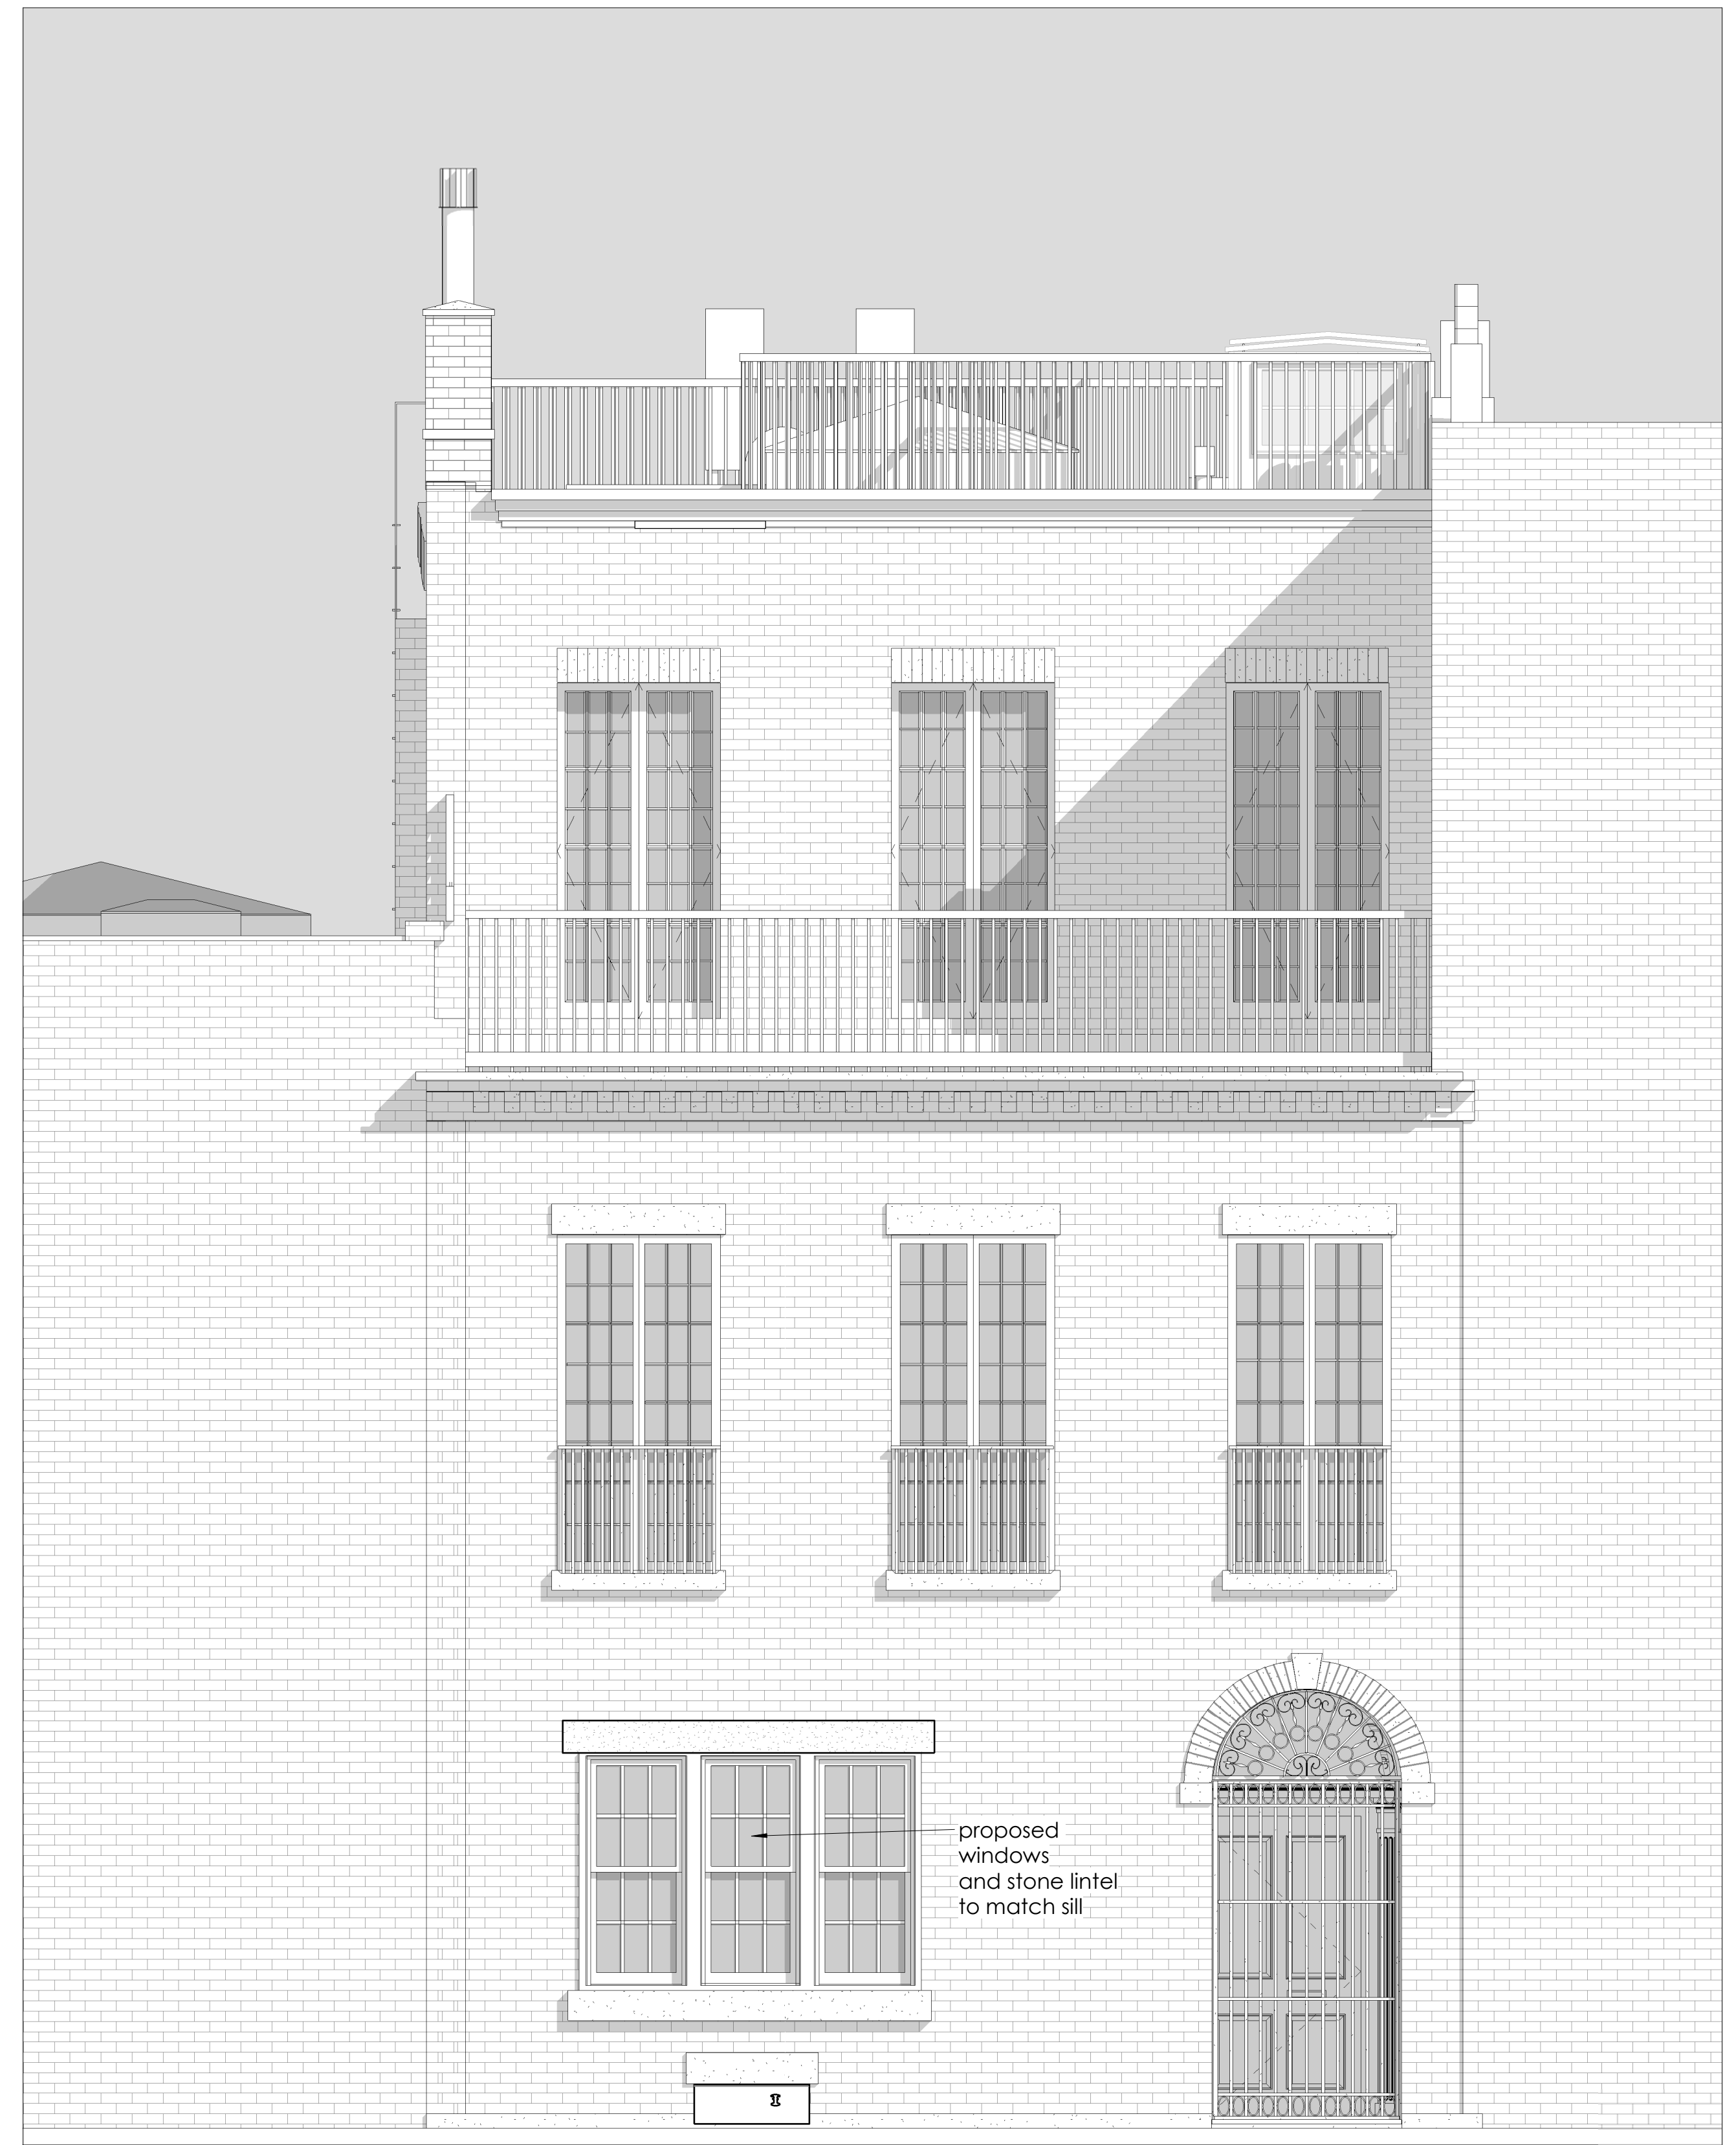 proposed
windows
and stone lintel
to match sill